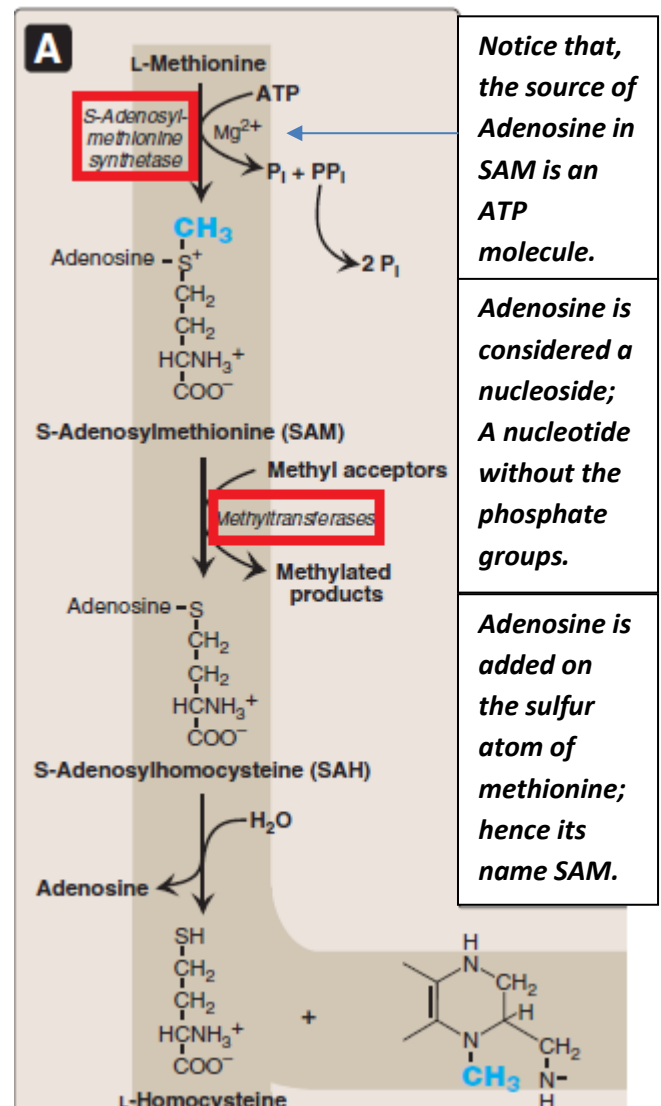 A
L-Methionine
ATP
S-Adenosyl-
methionine
synthetase
Mg2+
PI + PPI
CH3
Adenosine – S+
2 PI
CH2
CH2
HCNH3+
COO–
S-Adenosylmethionine (SAM)
Methyl acceptors
Methyltransferases
Methylated
products
Adenosine – S
CH2
CH2
HCNH3+
COO–
S-Adenosylhomocysteine (SAH)
H2O
Adenosine
SH
CH2
CH2
HCNH3+
COO–
L-Homocysteine
+
H
N
CH2
H
N
CH2
CH3
N–
H
Notice that,
the source of
Adenosine in
SAM is an
ATP
molecule.
Adenosine is
considered a
nucleoside;
A nucleotide
without the
phosphate
groups.
Adenosine is
added on
the sulfur
atom of
methionine;
hence its
name SAM.